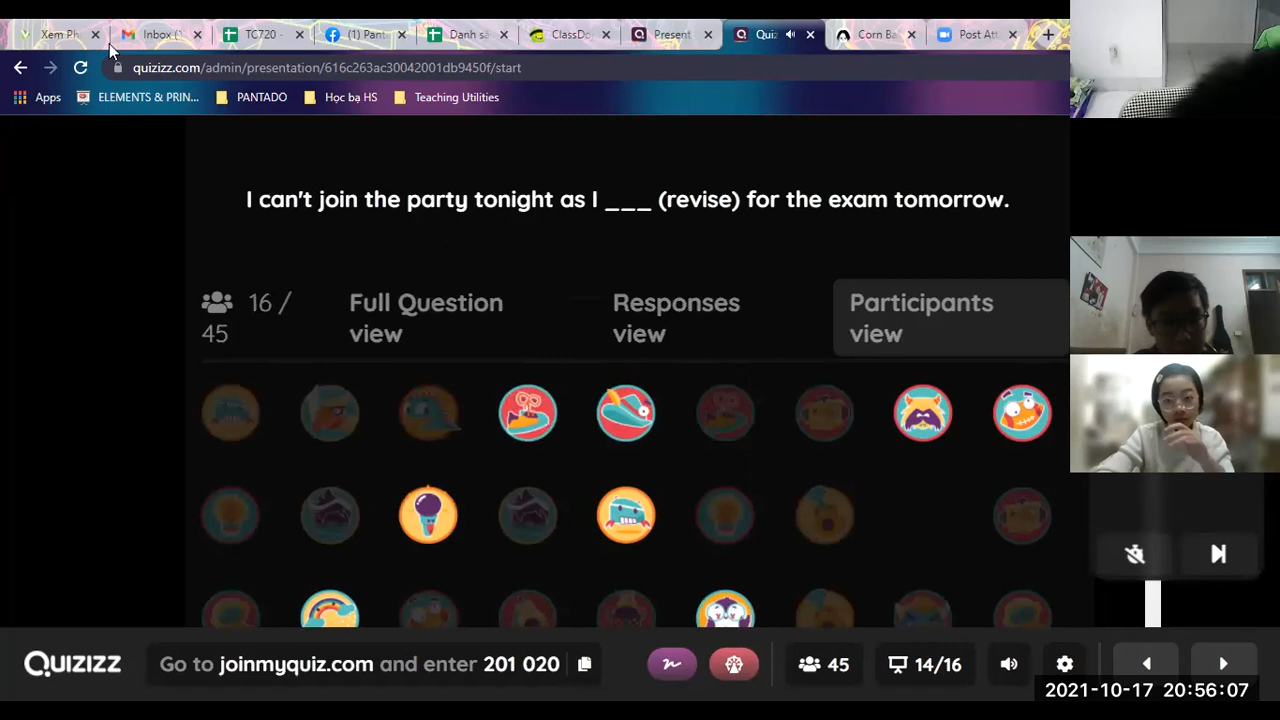 Xem Ph
Inbox (
TC720 -
(1) Pant
Danh sá
ClassDo
Present
Quiz
Corn Ba
Post Att
quizizz.com/admin/presentation/616c263ac30042001db9450f/start
Apps
ELEMENTS & PRIN...
PANTADO
Học bạ HS
Teaching Utilities
I can't join the party tonight as I ___ (revise) for the exam tomorrow.
16 /
45
Full Question
view
Responses
view
Participants
view
QUIZIZZ
Go to joinmyquiz.com and enter 201 020
45
14/16
2021-10-17 20:56:07